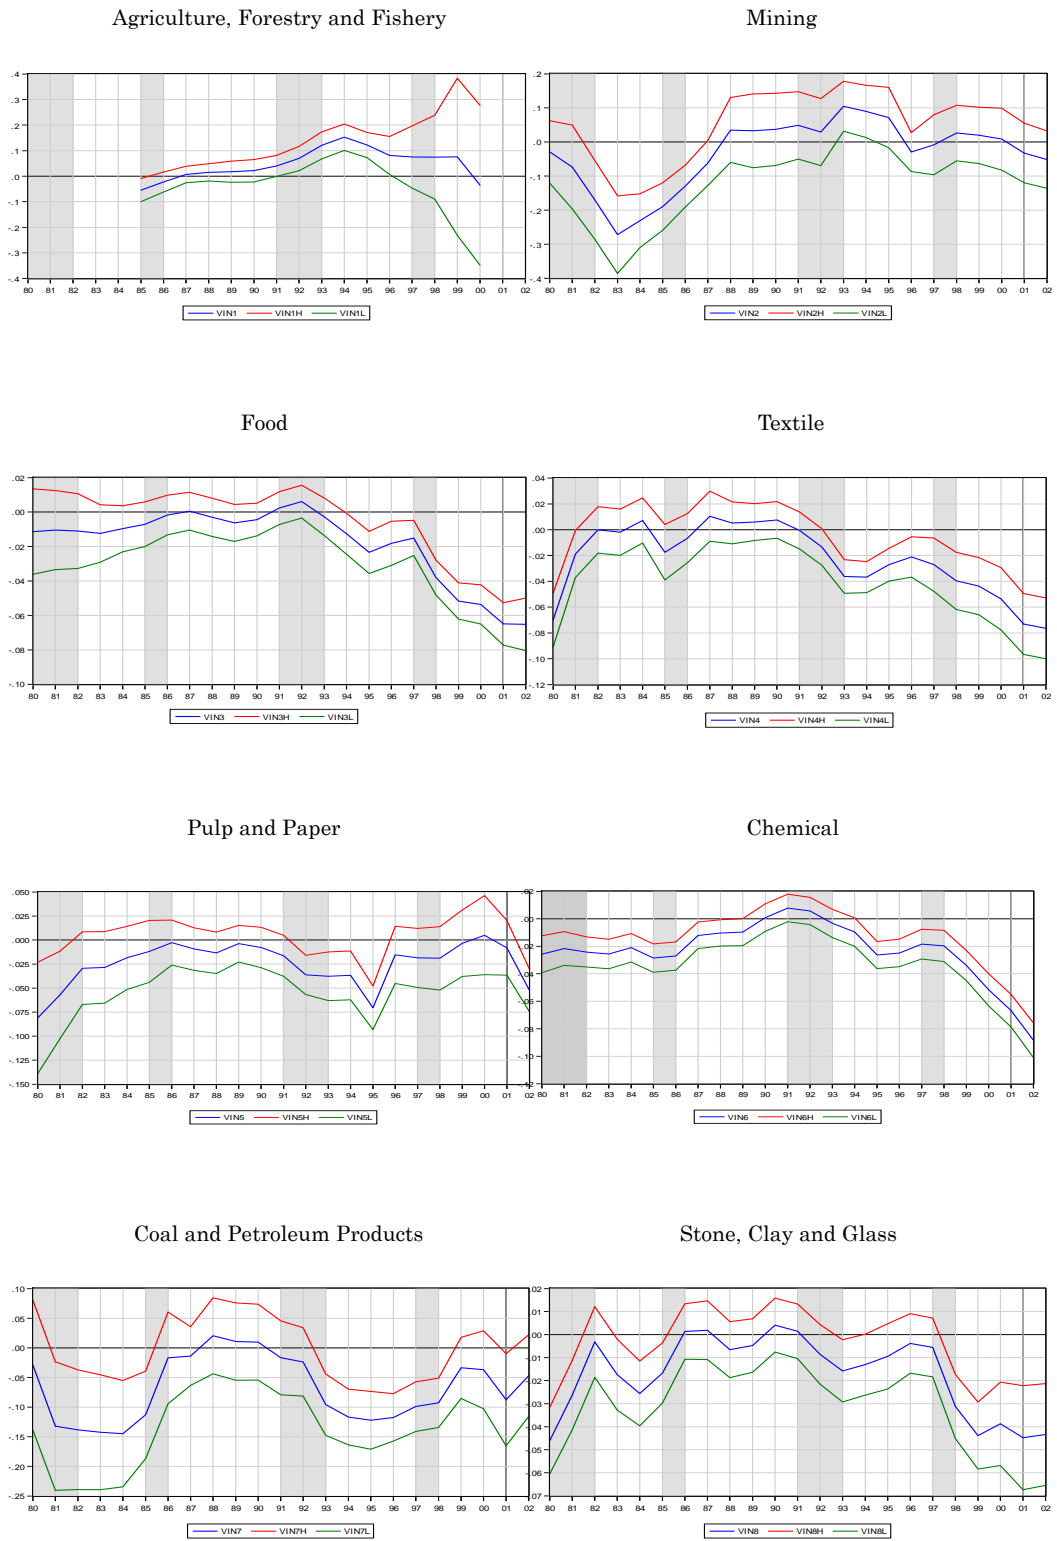 Agriculture, Forestry and Fishery
.4
.3
.2
.1
.0
-.1
-.2
-.3
-.4
80 81 82 83 84 85 86 87 88 89 90 91 92 93 94 95 96 97 98 99 00 01 02
VIN1 VIN1H VIN1L
Mining
.2
.1
.0
-.1
-.2
-.3
-.4
80 81 82 83 84 85 86 87 88 89 90 91 92 93 94 95 96 97 98 99 00 01 02
VIN2 VIN2H VIN2L
Food
.02
.00
-.02
-.04
-.06
-.08
-.10
80 81 82 83 84 85 86 87 88 89 90 91 92 93 94 95 96 97 98 99 00 01 02
VIN3 VIN3H VIN3L
Textile
.04
.02
.00
-.02
-.04
-.06
-.08
-.10
-.12
80 81 82 83 84 85 86 87 88 89 90 91 92 93 94 95 96 97 98 99 00 01 02
VIN4 VIN4H VIN4L
Pulp and Paper
.050
.025
.000
-.025
-.050
-.075
-.100
-.125
-.150
80 81 82 83 84 85 86 87 88 89 90 91 92 93 94 95 96 97 98 99 00 01 02
VIN5 VIN5H VIN5L
Chemical
.02
.00
-.02
-.04
-.06
-.08
-.10
-.12
80 81 82 83 84 85 86 87 88 89 90 91 92 93 94 95 96 97 98 99 00 01 02
VIN6 VIN6H VIN6L
Coal and Petroleum Products
.10
.05
.00
-.05
-.10
-.15
-.20
-.25
80 81 82 83 84 85 86 87 88 89 90 91 92 93 94 95 96 97 98 99 00 01 02
VIN7 VIN7H VIN7L
Stone, Clay and Glass
.02
.01
.00
-.01
-.02
-.03
-.04
-.05
-.06
-.07
80 81 82 83 84 85 86 87 88 89 90 91 92 93 94 95 96 97 98 99 00 01 02
VIN8 VIN8H VIN8L